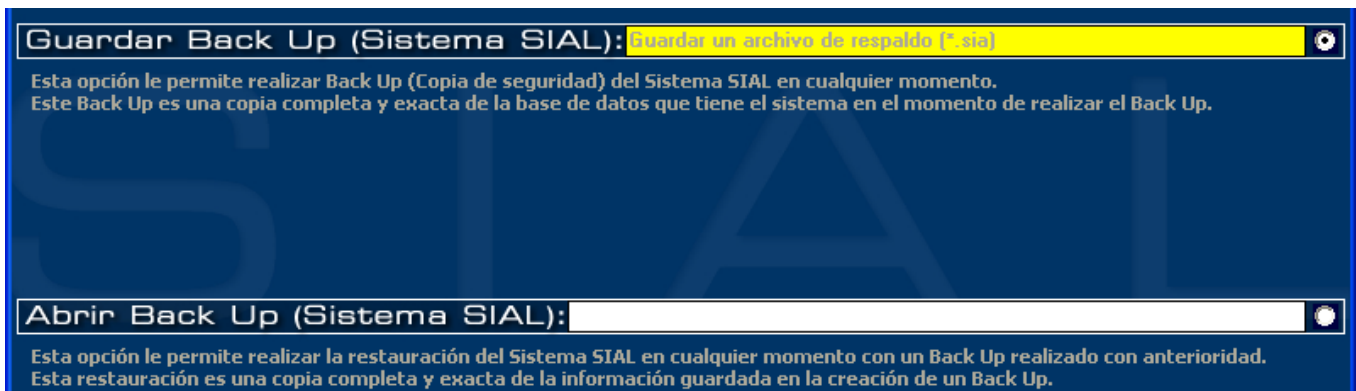 Guardar Back Up (Sistema SIAL): Guardar un archivo de respaldo (*.sia)
Esta opción le permite realizar Back Up (Copia de seguridad) del Sistema SIAL en cualquier momento.
Este Back Up es una copia completa y exacta de la base de datos que tiene el sistema en el momento de realizar el Back Up.
SIAL
Abrir Back Up (Sistema SIAL):
Esta opción le permite realizar la restauración del Sistema SIAL en cualquier momento con un Back Up realizado con anterioridad.
Esta restauración es una copia completa y exacta de la información guardada en la creación de un Back Up.